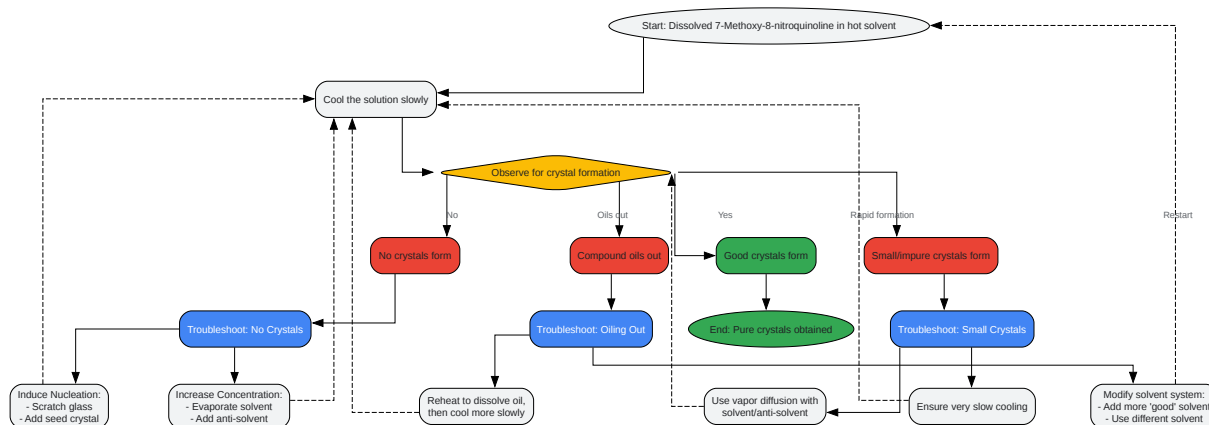 Start: Dissolved 7-Methoxy-8-nitroquinoline in hot solvent
Cool the solution slowly
Observe for crystal formation
No
Oils out
Yes
Rapid formation
Restart
No crystals form
Compound oils out
Good crystals form
Small/impure crystals form
Troubleshoot: No Crystals
Troubleshoot: Oiling Out
End: Pure crystals obtained
Troubleshoot: Small Crystals
Induce Nucleation:
- Scratch glass
- Add seed crystal
Increase Concentration:
- Evaporate solvent
- Add anti-solvent
Reheat to dissolve oil,
then cool more slowly
Use vapor diffusion with
solvent/anti-solvent
Ensure very slow cooling
Modify solvent system:
- Add more 'good' solvent
- Use different solvent